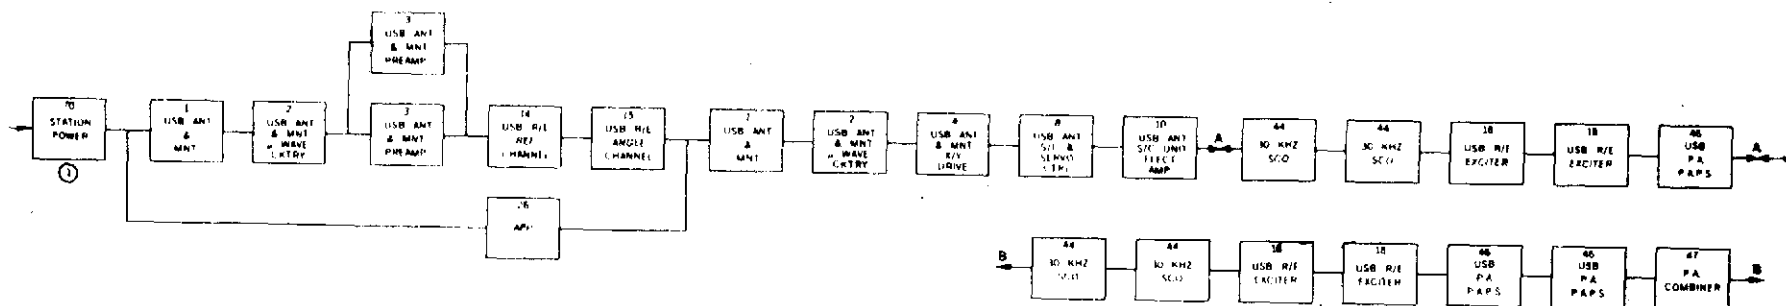 3
USB ANT
& MNT
PREAMP
70
STATION
POWER
1
1
USB ANT
&
MNT
2
USB ANT
& MNT
μ WAVE
CKTRY
3
USB ANT
& MNT
PREAMP
14
USB R/E
REF
CHANNEL
15
USB R/E
ANGLE
CHANNEL
USB ANT
&
MNT
2
USB ANT
& MNT
μ WAVE
CKTRY
4
USB ANT
& MNT
X/Y
DRIVE
8
USB ANT
&
SERVO
10
USB ANT
S/C UNIT
ELECT
AMP
A
44
30 KHZ
SCO
44
30 KHZ
SCO
18
USB R/E
EXCITER
18
USB R/E
EXCITER
46
USB
PA
PAPS
A
26
APP
B
44
30 KHZ
SCO
44
30 KHZ
SCO
18
USB R/E
EXCITER
18
USB R/E
EXCITER
46
USB
PA
PAPS
46
USB
PA
PAPS
47
PA
COMBINER
B